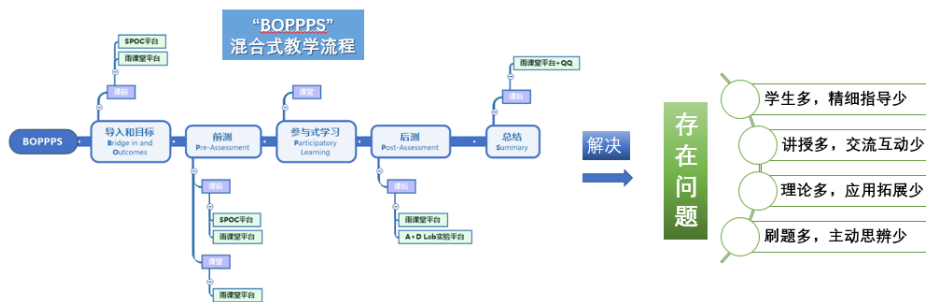 “BOPPPS”
混合式教学流程
SPOC平台
雨课堂平台
课前
雨课堂平台+QQ
课后
课堂
BOPPPS
导入和目标
Bridge in and
Outcomes
前测
Pre-Assessment
参与式学习
Participatory
Learning
后测
Post-Assessment
总结
Summary
课前
SPOC平台
雨课堂平台
课堂
雨课堂平台
课后
雨课堂平台
A+D Lab实验平台
解决
存在问题
学生多，精细指导少
讲授多，交流互动少
理论多，应用拓展少
刷题多，主动思辨少